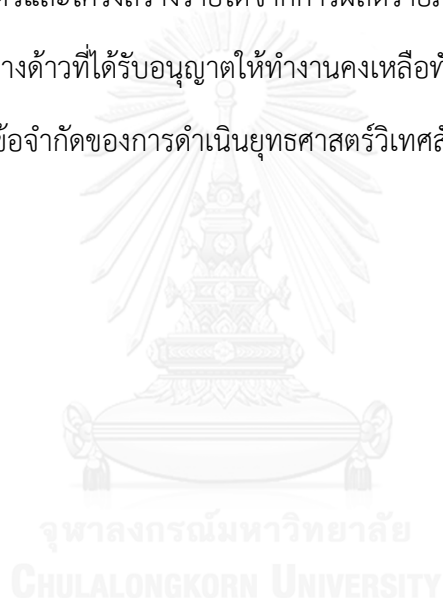 และโครงสร้างรายได้จากการผลิตราย
างด้าวที่ได้รับอนุญาตให้ทำงานคงเหลือ
ข้อจำกัดของการดำเนินยุทธศาสตร์วิเทศ
จุฬาลงกรณ์มหาวิทยาลัย
CHULALONGKORN UNIVERSITY